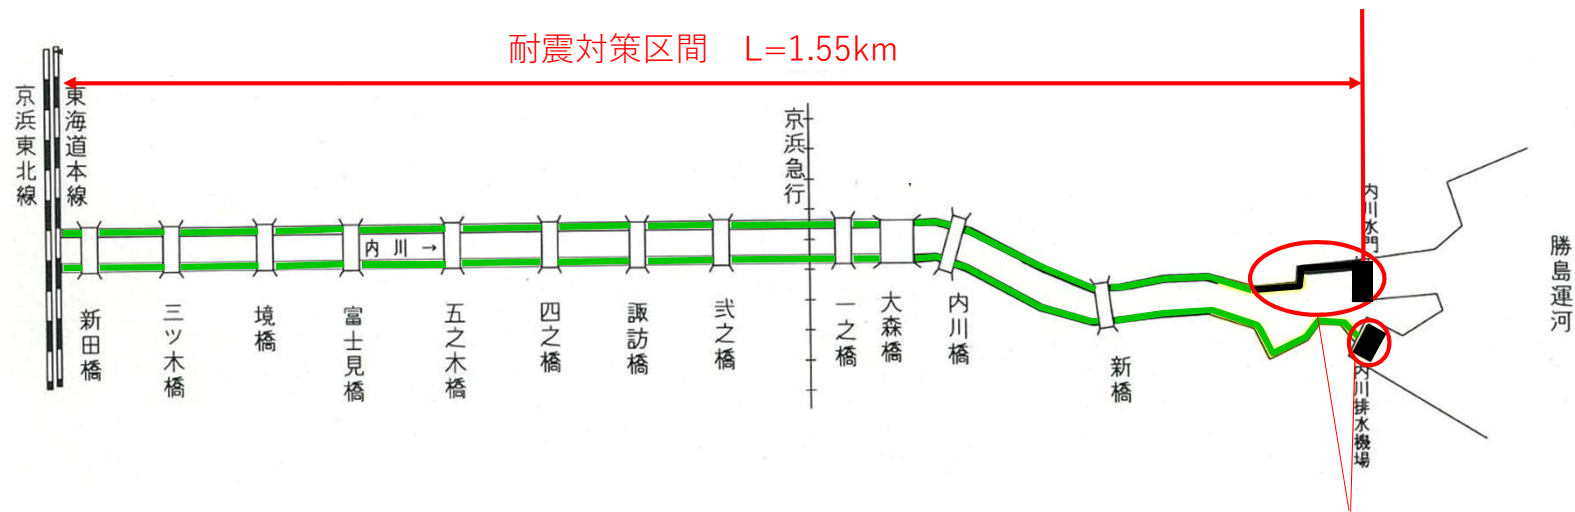 耐震対策区間　L=1.55km
京浜東北線
東海道本線
京浜急行
内川水門
勝島運河
内川→
新田橋
三ツ木橋
境橋
富士見橋
五之木橋
四之橋
諏訪橋
弐之橋
一之橋
大森橋
内川橋
新橋
内川排水機場